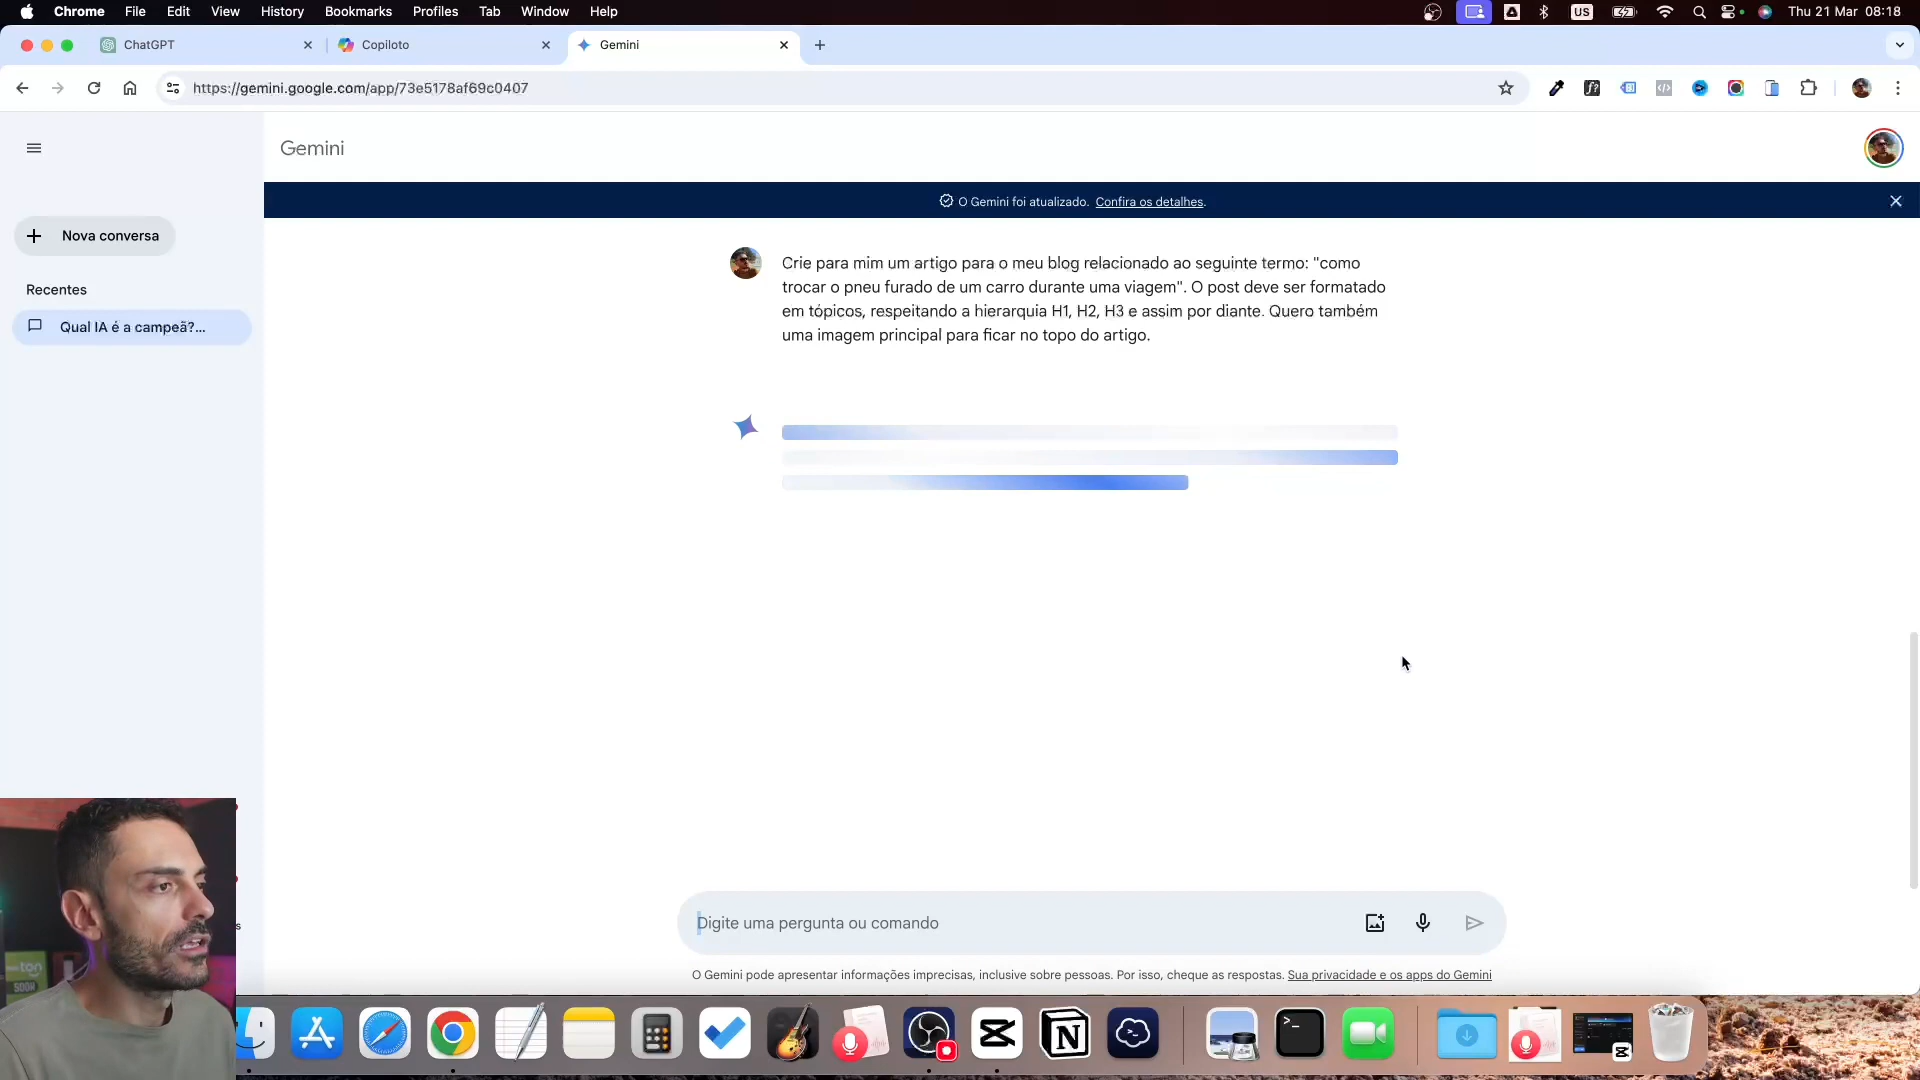 Chrome File Edit View History Bookmarks Profiles Tab Window Help US Thu 21 Mar 08:18
ChatGPT Copiloto Gemini
https://gemini.google.com/app/73e5178af69c0407
Gemini
O Gemini foi atualizado. Confira os detalhes.
Nova conversa
Recentes
Qual IA é a campeã?...
Crie para mim um artigo para o meu blog relacionado ao seguinte termo: "como
trocar o pneu furado de um carro durante uma viagem". O post deve ser formatado
em tópicos, respeitando a hierarquia H1, H2, H3 e assim por diante. Quero também
uma imagem principal para ficar no topo do artigo.
Digite uma pergunta ou comando
O Gemini pode apresentar informações imprecisas, inclusive sobre pessoas. Por isso, cheque as respostas. Sua privacidade e os apps do Gemini